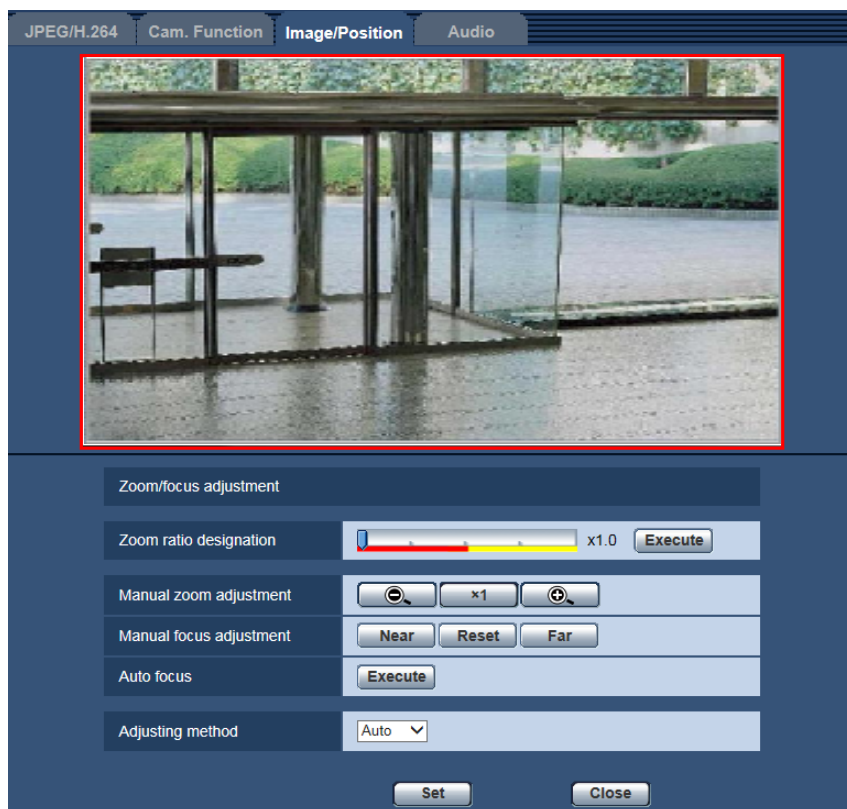 JPEG/H.264 Cam. Function Image/Position Audio
Zoom/focus adjustment
Zoom ratio designation x1.0 Execute
Manual zoom adjustment ×1
Manual focus adjustment Near Reset Far
Auto focus Execute
Adjusting method Auto
Set Close